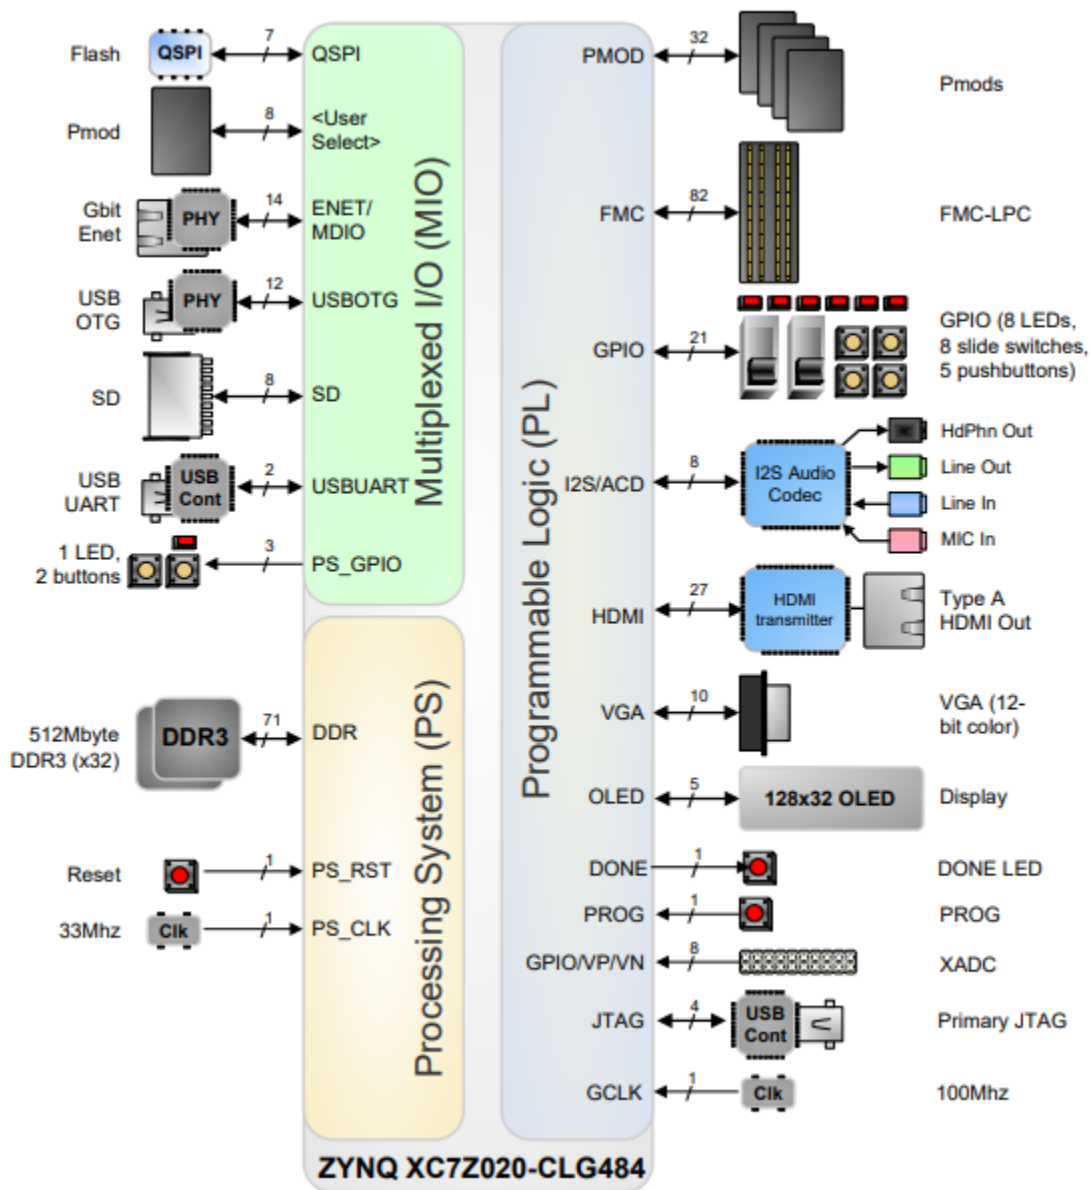 Flash
QSPI
7
QSPI
Pmod
8
<User
Select>
Gbit
Enet
PHY
14
ENET/
MDIO
USB
OTG
PHY
12
USBOTG
SD
8
SD
USB
UART
USB
Cont
2
USBUART
1 LED,
2 buttons
3
PS_GPIO
Multiplexed I/O (MIO)
512Mbyte
DDR3 (x32)
DDR3
71
DDR
Reset
1
PS_RST
33Mhz
Clk
1
PS_CLK
Processing System (PS)
Programmable Logic (PL)
PMOD
32
Pmods
FMC
82
FMC-LPC
GPIO
21
GPIO (8 LEDs,
8 slide switches,
5 pushbuttons)
I2S/ACD
8
I2S Audio
Codec
HdPhn Out
Line Out
Line In
MIC In
HDMI
27
HDMI
transmitter
Type A
HDMI Out
VGA
10
VGA (12-
bit color)
OLED
5
128x32 OLED
Display
DONE
1
DONE LED
PROG
1
PROG
GPIO/VP/VN
8
XADC
JTAG
4
USB
Cont
Primary JTAG
GCLK
1
Clk
100Mhz
ZYNQ XC7Z020-CLG484